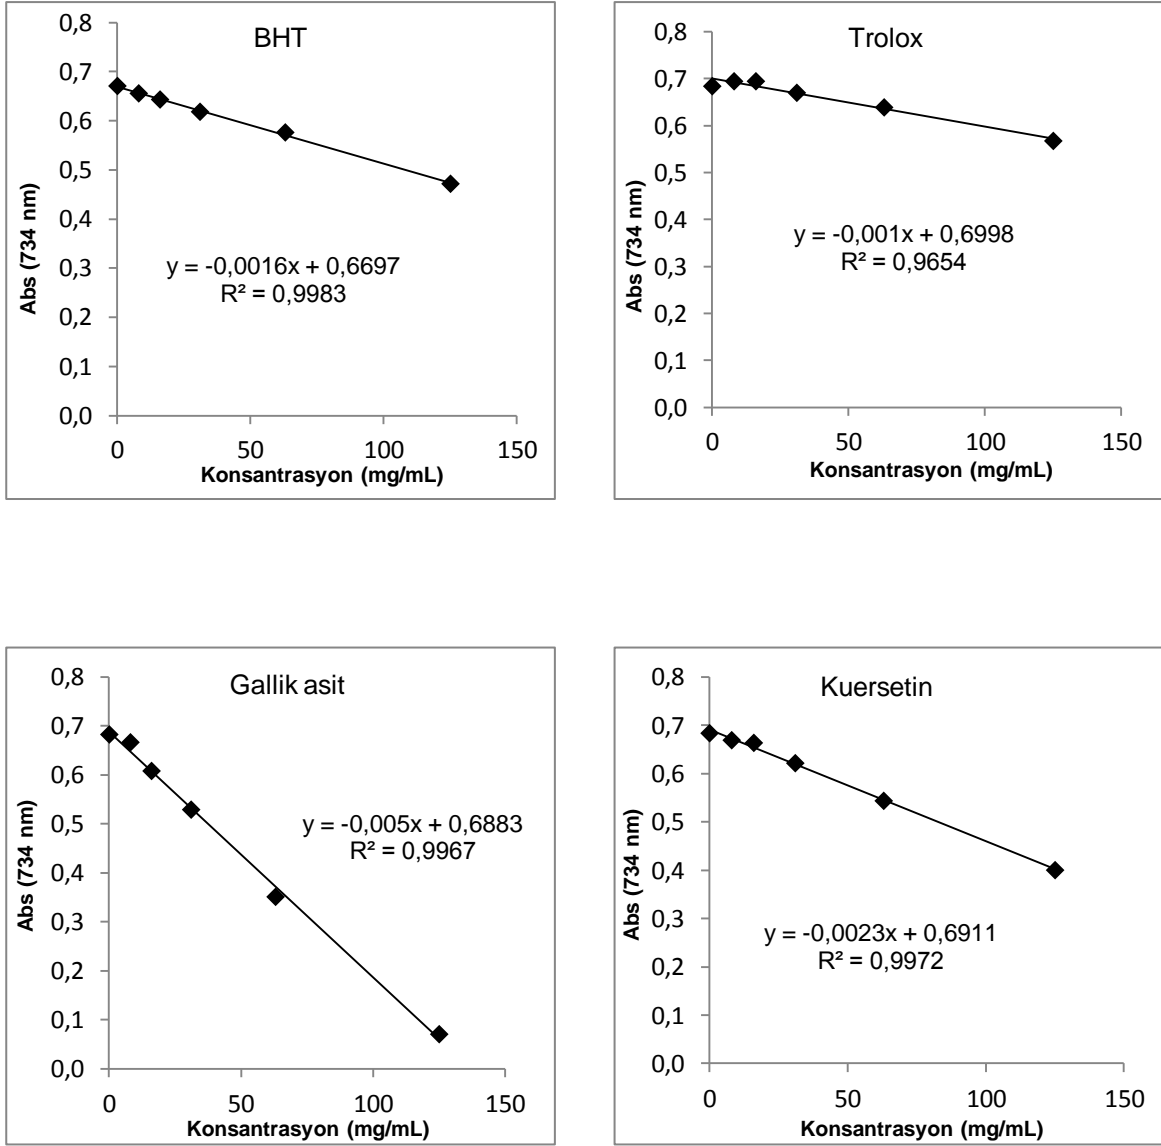 BHT
0,8
0,7
0,6
0,5
0,4
0,3
0,2
0,1
0,0
Abs (734 nm)
y = -0,0016x + 0,6697
R² = 0,9983
0 50 100 150
Konsantrasyon (mg/mL)
Trolox
0,8
0,7
0,6
0,5
0,4
0,3
0,2
0,1
0,0
Abs (734 nm)
y = -0,001x + 0,6998
R² = 0,9654
0 50 100 150
Konsantrasyon (mg/mL)
Gallik asit
0,8
0,7
0,6
0,5
0,4
0,3
0,2
0,1
0,0
Abs (734 nm)
y = -0,005x + 0,6883
R² = 0,9967
0 50 100 150
Konsantrasyon (mg/mL)
Kuersetin
0,8
0,7
0,6
0,5
0,4
0,3
0,2
0,1
0,0
Abs (734 nm)
y = -0,0023x + 0,6911
R² = 0,9972
0 50 100 150
Konsantrasyon (mg/mL)